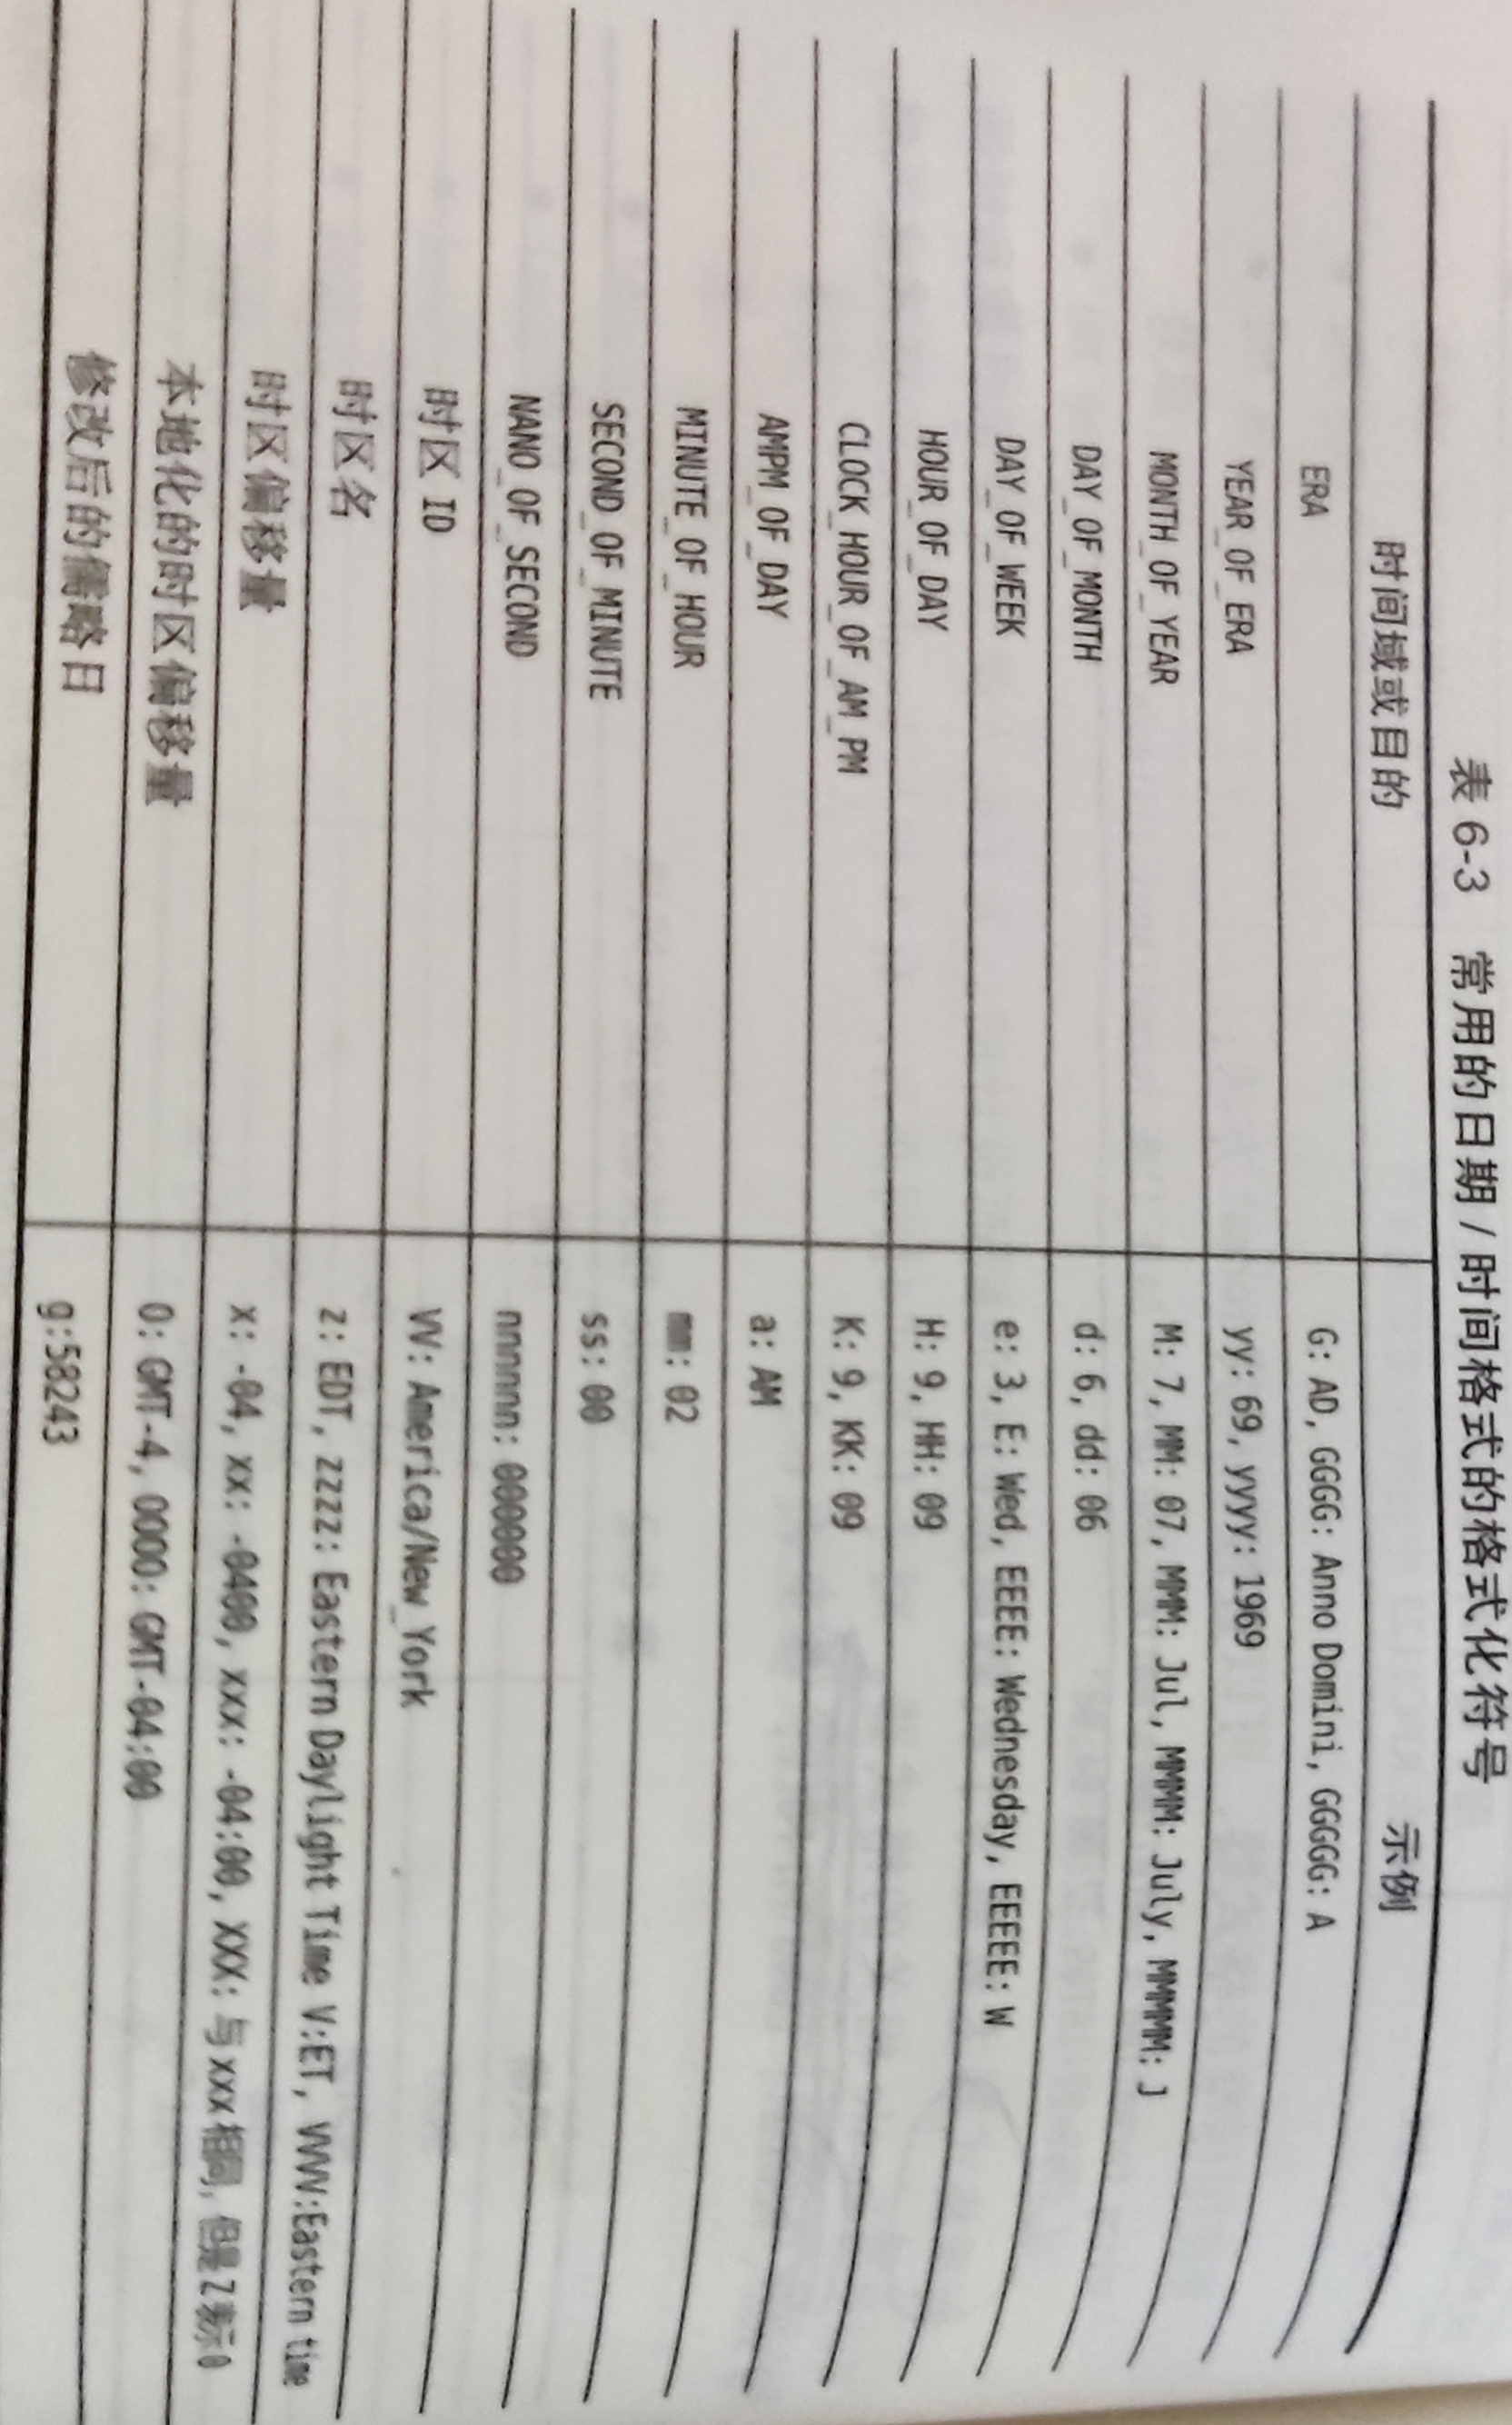 表 6-3 常用的日期 / 时间格式的格式化符号
时间域或目的 示例
ERA G: AD, GGGG: Anno Domini, GGGGG: A
YEAR_OF_ERA yy: 69, yyyy: 1969
MONTH_OF_YEAR M: 7, MM: 07, MMM: Jul, MMMM: July, MMMMM: J
DAY_OF_MONTH d: 6, dd: 06
DAY_OF_WEEK e: 3, E: Wed, EEEE: Wednesday, EEEEE: W
HOUR_OF_DAY H: 9, HH: 09
CLOCK_HOUR_OF_AM_PM K: 9, KK: 09
AMPM_OF_DAY a: AM
MINUTE_OF_HOUR mm: 02
SECOND_OF_MINUTE ss: 00
NANO_OF_SECOND nnnnnn: 000000
时区 ID VV: America/New_York
时区名 z: EDT, zzzz: Eastern Daylight Time V:ET, VVVV:Eastern time
时区偏移量 x: -04, xx: -0400, xxx: -04:00, XXX: 与 xxx 相同, 但是 Z 表示 0
本地化的时区偏移量 O: GMT-4, OOOO: GMT-04:00
修改后的儒略日 g:58243